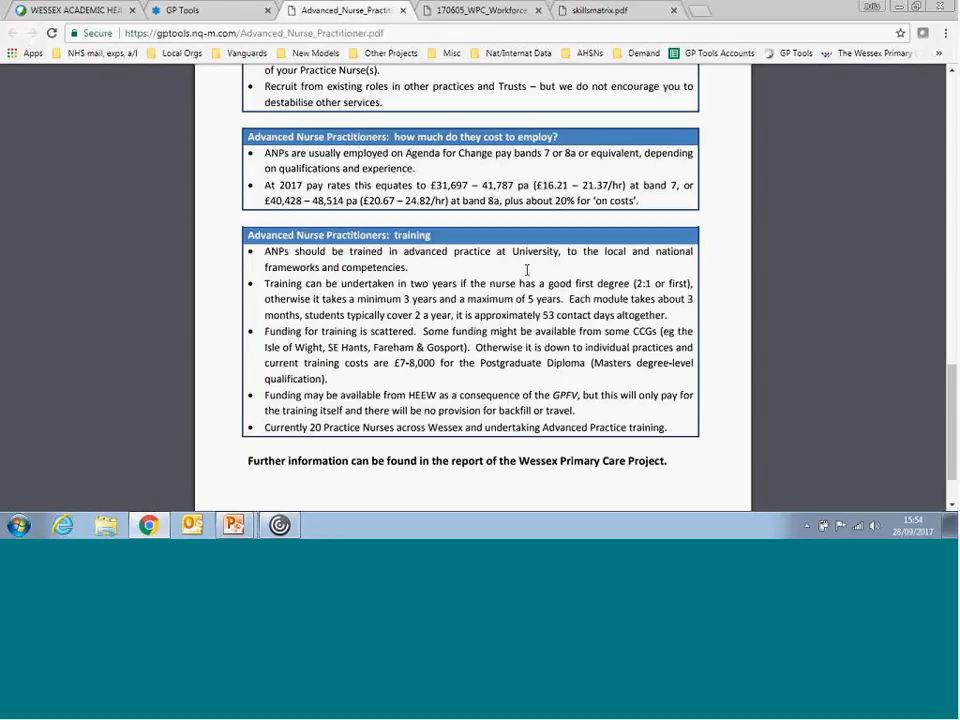 WESSEX ACADEMIC HEA
GP Tools
Advanced_Nurse_Practit
170605_WPC_Workforce
skillsmatrix.pdf
Julia
Secure
https://gptools.nq-m.com/Advanced_Nurse_Practitioner.pdf
Apps
NHS mail, exps, a/l
Local Orgs
Vanguards
New Models
Other Projects
Misc
Nat/Internat Data
AHSNs
Demand
GP Tools Accounts
GP Tools
The Wessex Primary
»
of your Practice Nurse(s).
• Recruit from existing roles in other practices and Trusts – but we do not encourage you to
destabilise other services.
Advanced Nurse Practitioners: how much do they cost to employ?
• ANPs are usually employed on Agenda for Change pay bands 7 or 8a or equivalent, depending
on qualifications and experience.
• At 2017 pay rates this equates to £31,697 – 41,787 pa (£16.21 – 21.37/hr) at band 7, or
£40,428 – 48,514 pa (£20.67 – 24.82/hr) at band 8a, plus about 20% for ‘on costs’.
Advanced Nurse Practitioners: training
• ANPs should be trained in advanced practice at University, to the local and national
frameworks and competencies.
• Training can be undertaken in two years if the nurse has a good first degree (2:1 or first),
otherwise it takes a minimum 3 years and a maximum of 5 years. Each module takes about 3
months, students typically cover 2 a year, it is approximately 53 contact days altogether.
• Funding for training is scattered. Some funding might be available from some CCGs (eg the
Isle of Wight, SE Hants, Fareham & Gosport). Otherwise it is down to individual practices and
current training costs are £7-8,000 for the Postgraduate Diploma (Masters degree-level
qualification).
• Funding may be available from HEEW as a consequence of the GPFV, but this will only pay for
the training itself and there will be no provision for backfill or travel.
• Currently 20 Practice Nurses across Wessex and undertaking Advanced Practice training.
Further information can be found in the report of the Wessex Primary Care Project.
15:54
28/09/2017